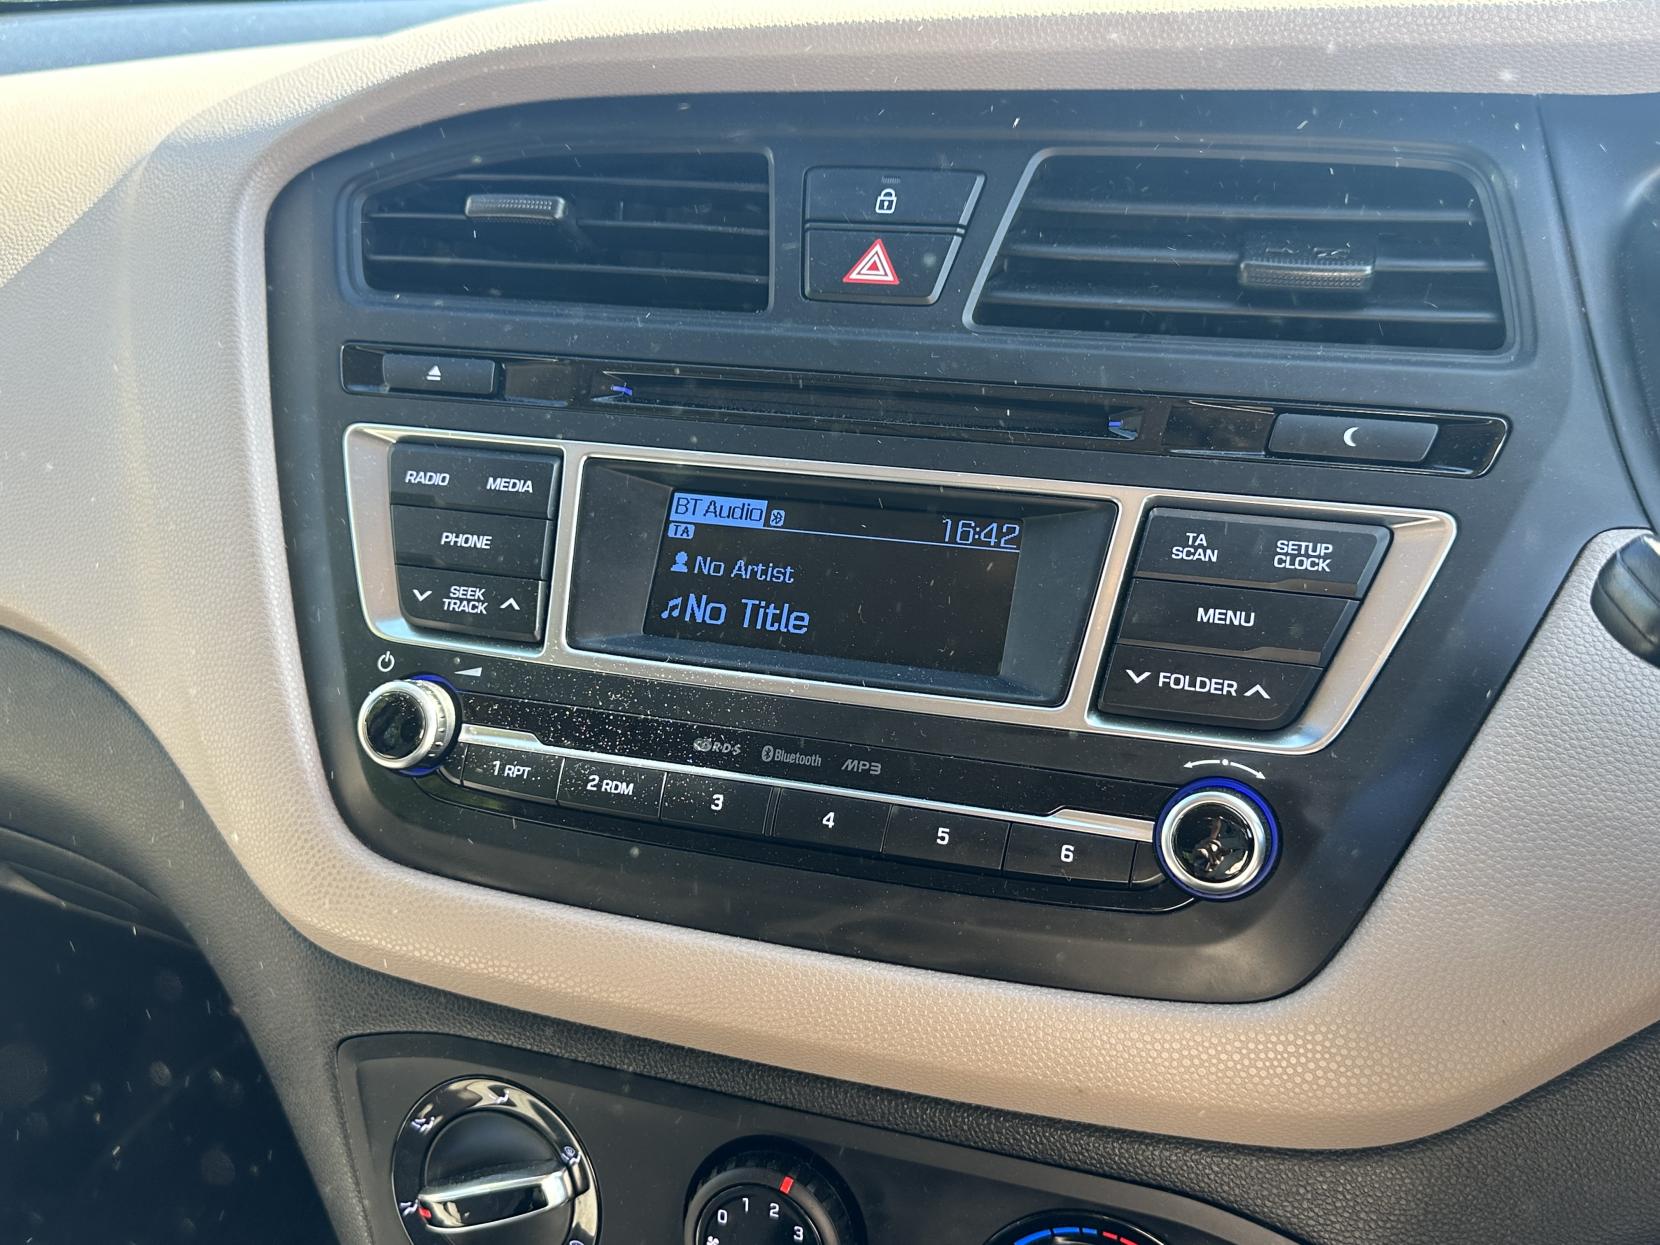 RADIO MEDIA
PHONE
SEEK
TRACK
BT Audio
16:42
TA
No Artist
No Title
TA
SCAN
SETUP
CLOCK
MENU
FOLDER
R·D·S Bluetooth MP3
1 RPT 2 RDM 3 4 5 6
0 1 2 3